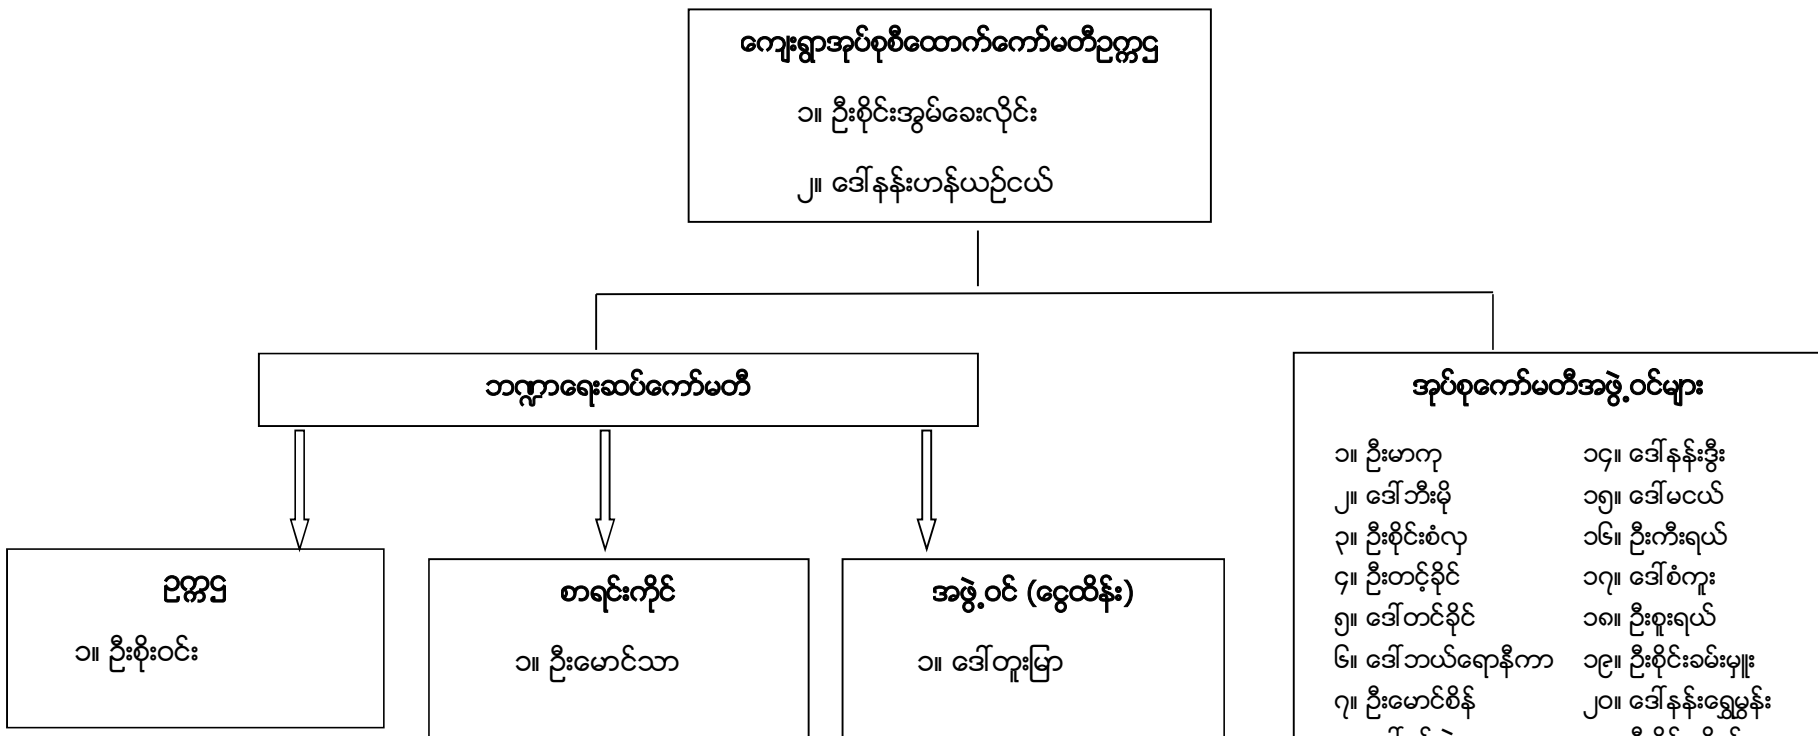 ကျေးရွာအုပ်စုစီထောက်ကော်မတီဥက္ကဌ
၁။ ဦးစိုင်းအွမ်ခေးလိုင်း
၂။ ဒေါ်နန်းဟန်ယဉ်ငယ်
ဘဏ္ဍာရေးဆပ်ကော်မတီ
ဥက္ကဌ
၁။ ဦးစိုးဝင်း
စာရင်းကိုင်
၁။ ဦးမောင်သာ
အဖွဲ့ဝင် (ငွေထိန်း)
၁။ ဒေါ်တူးမြာ
အုပ်စုကော်မတီအဖွဲ့ဝင်များ
၁။ ဦးမာကု
၂။ ဒေါ်ဘီးမို
၃။ ဦးစိုင်းစံလှ
၄။ ဦးတင့်ခိုင်
၅။ ဒေါ်တင်ခိုင်
၆။ ဒေါ်ဘယ်ရောနီကာ
၇။ ဦးမောင်စိန်
၁၄။ ဒေါ်နန်းဒွီး
၁၅။ ဒေါ်မငယ်
၁၆။ ဦးကီးရယ်
၁၇။ ဒေါ်စံကူး
၁၈။ ဦးစူးရယ်
၁၉။ ဦးစိုင်းခမ်းမှူး
၂၀။ ဒေါ်နန်းရွှေမွန်း